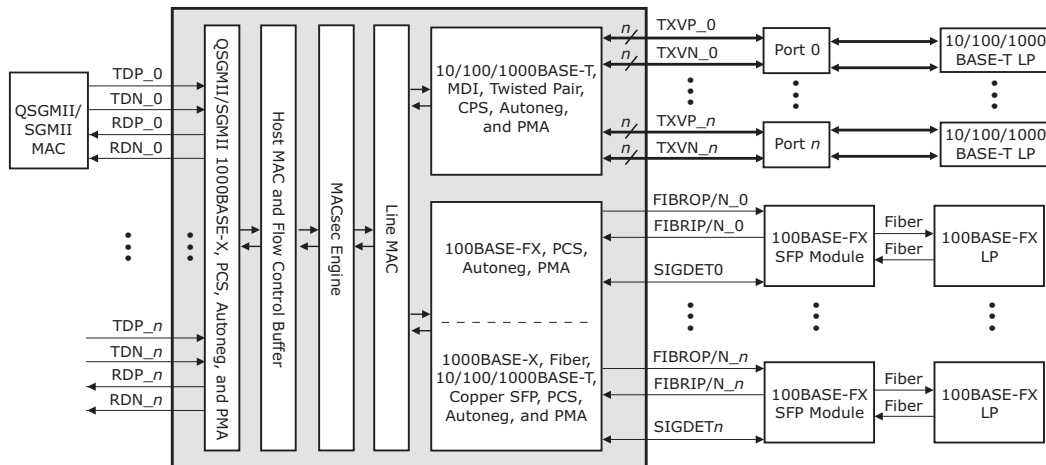 QSGMII/
SGMII
MAC
TDP_0
TDN_0
RDP_0
RDN_0
TDP_n
TDN_n
RDP_n
RDN_n
QSGMII/SGMII 1000BASE-X, PCS, Autoneg, and PMA
Host MAC and Flow Control Buffer
MACsec Engine
Line MAC
10/100/1000BASE-T,
MDI, Twisted Pair,
CPS, Autoneg,
and PMA
100BASE-FX, PCS,
Autoneg, PMA
1000BASE-X, Fiber,
10/100/1000BASE-T,
Copper SFP, PCS,
Autoneg, and PMA
n
TXVP_0
n
TXVN_0
n
TXVP_n
n
TXVN_n
Port 0
Port n
10/100/1000
BASE-T LP
10/100/1000
BASE-T LP
FIBROP/N_0
FIBRIP/N_0
SIGDET0
100BASE-FX
SFP Module
Fiber
Fiber
100BASE-FX
LP
FIBROP/N_n
FIBRIP/N_n
SIGDETn
100BASE-FX
SFP Module
Fiber
Fiber
100BASE-FX
LP